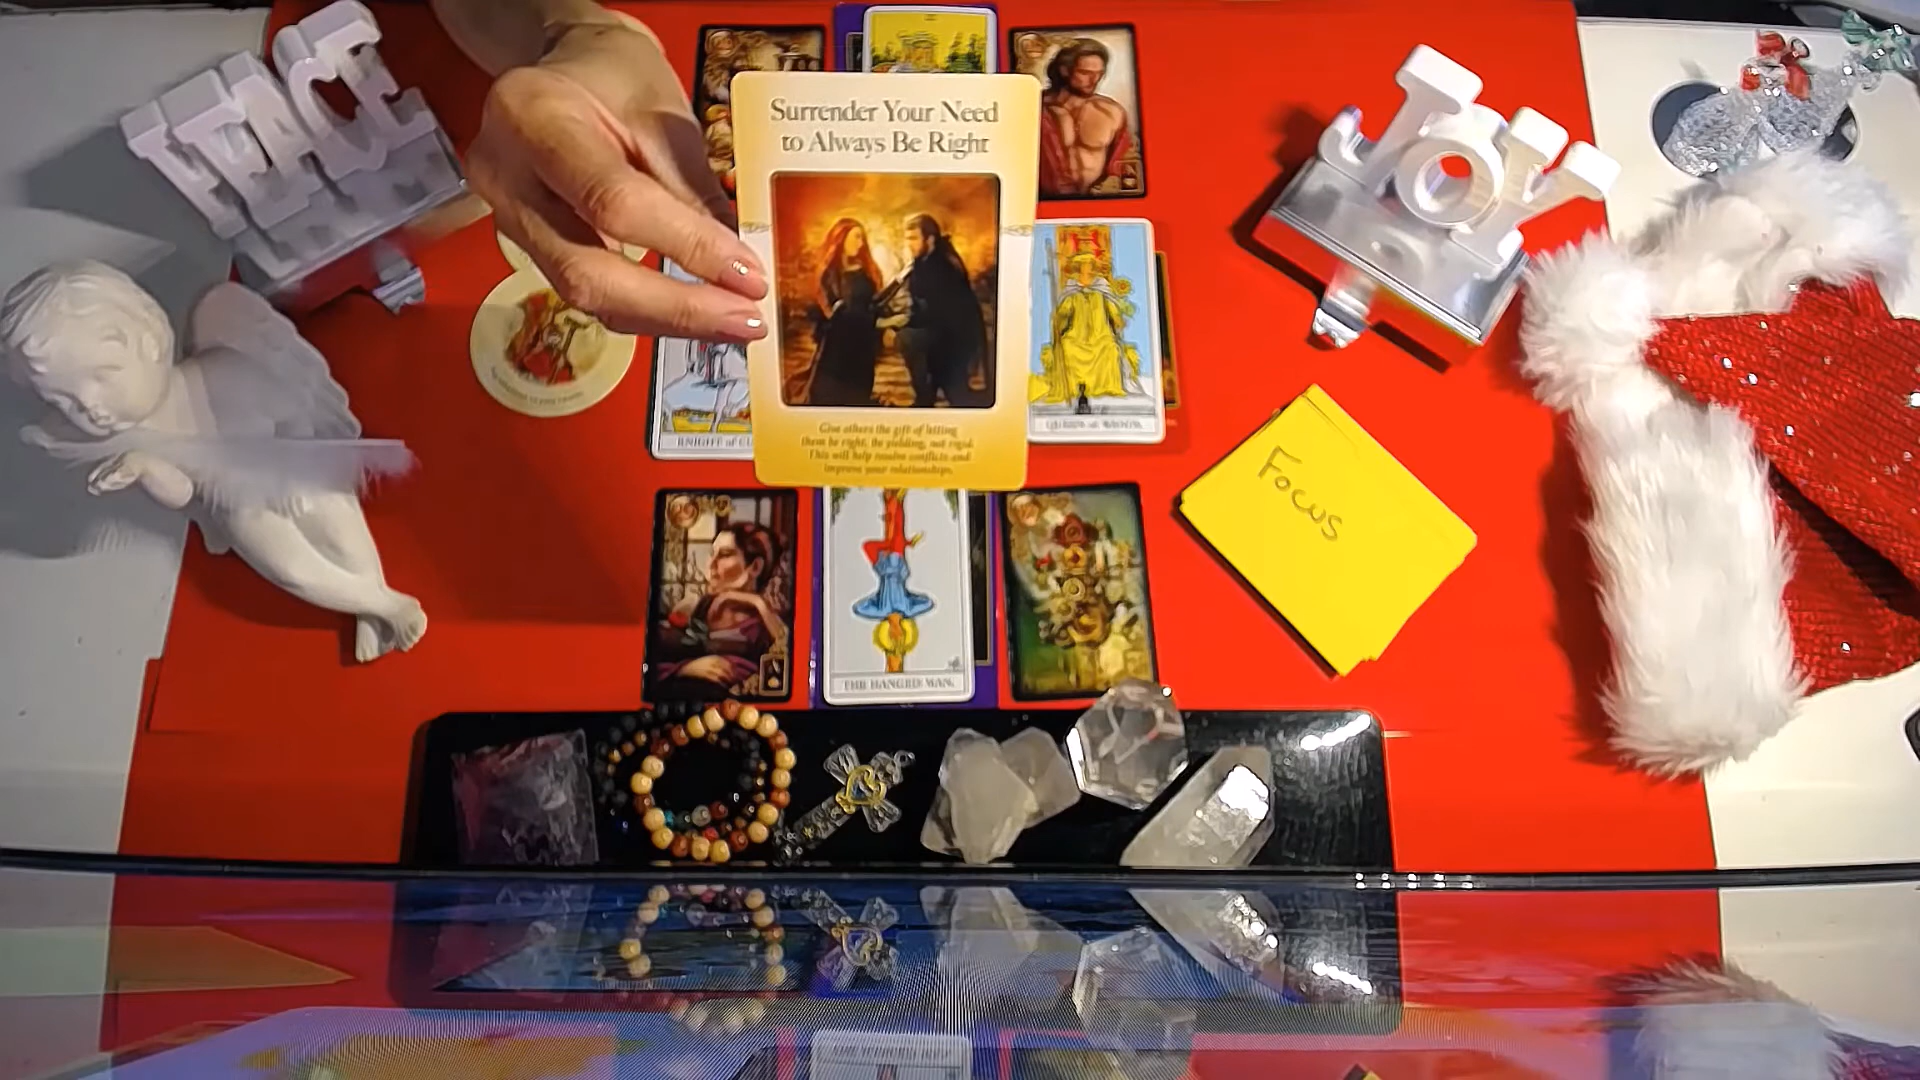 PEACE
JOY
Surrender Your Need
to Always Be Right
Give others the gift of letting
them be right. Be yielding, not rigid.
This will help resolve conflicts and
improve your relationships.
KNIGHT of CU
QUEEN of WANDS.
Focus
THE HANGED MAN.